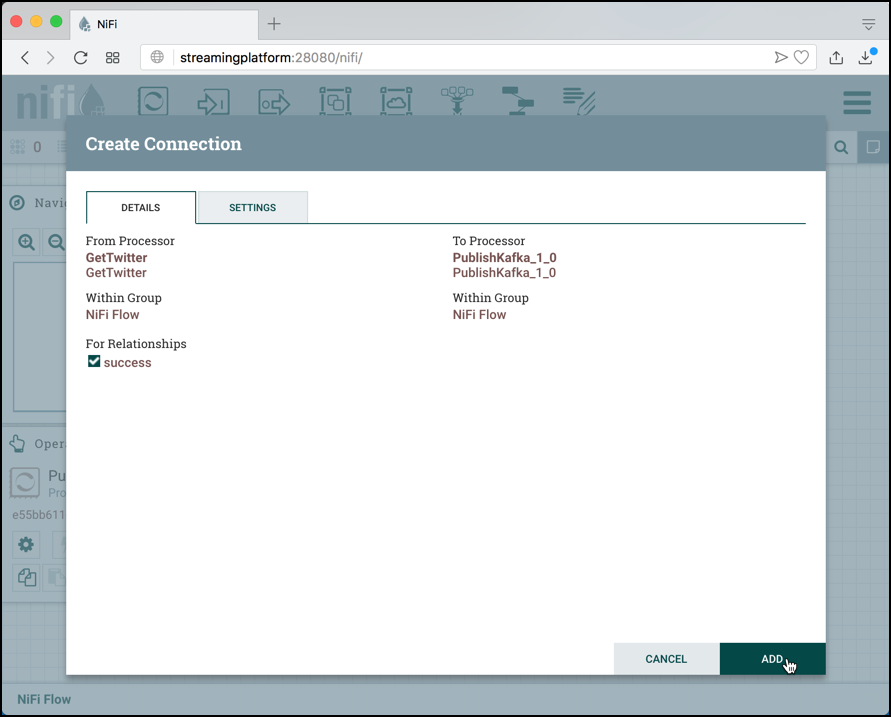 NiFi
streamingplatform:28080/nifi/
nifi
0
Create Connection
Navi
DETAILS
SETTINGS
From Processor
GetTwitter
GetTwitter
To Processor
PublishKafka_1_0
PublishKafka_1_0
Within Group
NiFi Flow
Within Group
NiFi Flow
For Relationships
success
Oper
Pu
Pro
e55bb611
CANCEL
ADD
NiFi Flow